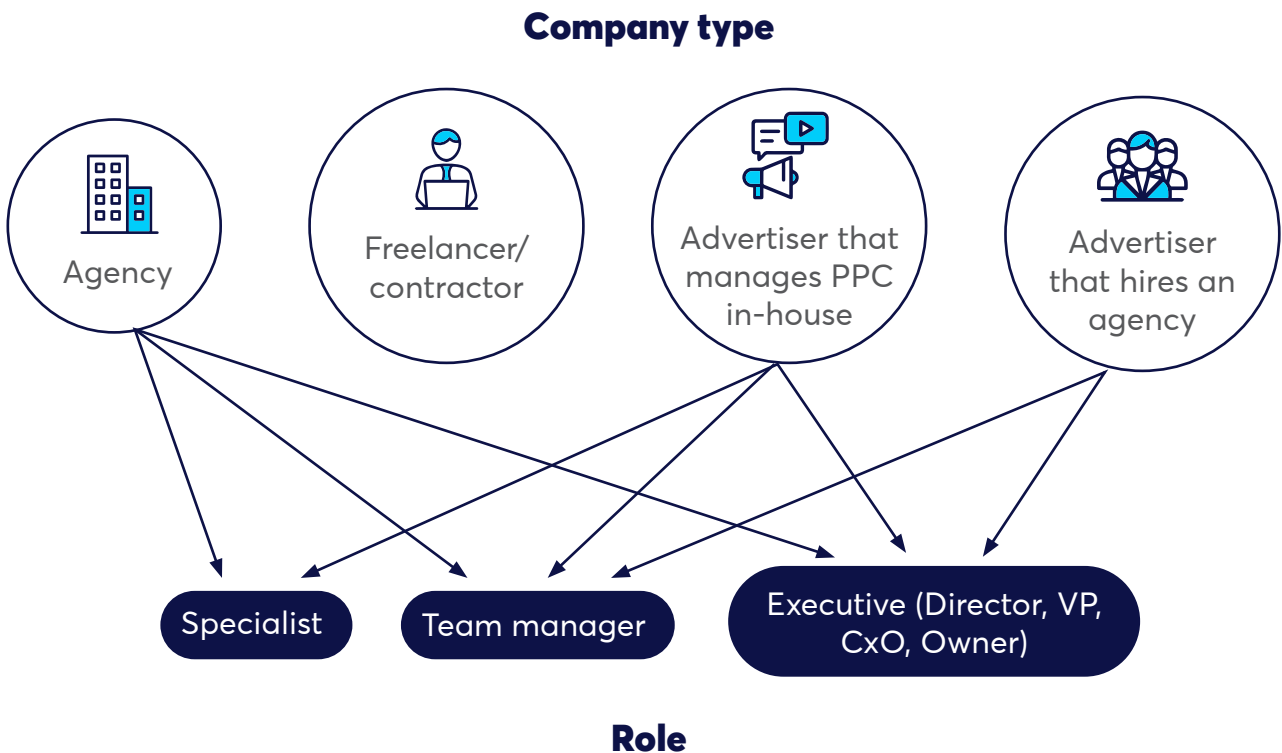 Company type
Agency
Freelancer/
contractor
Advertiser that
manages PPC
in-house
Advertiser
that hires an
agency
Specialist
Team manager
Executive (Director, VP,
CxO, Owner)
Role